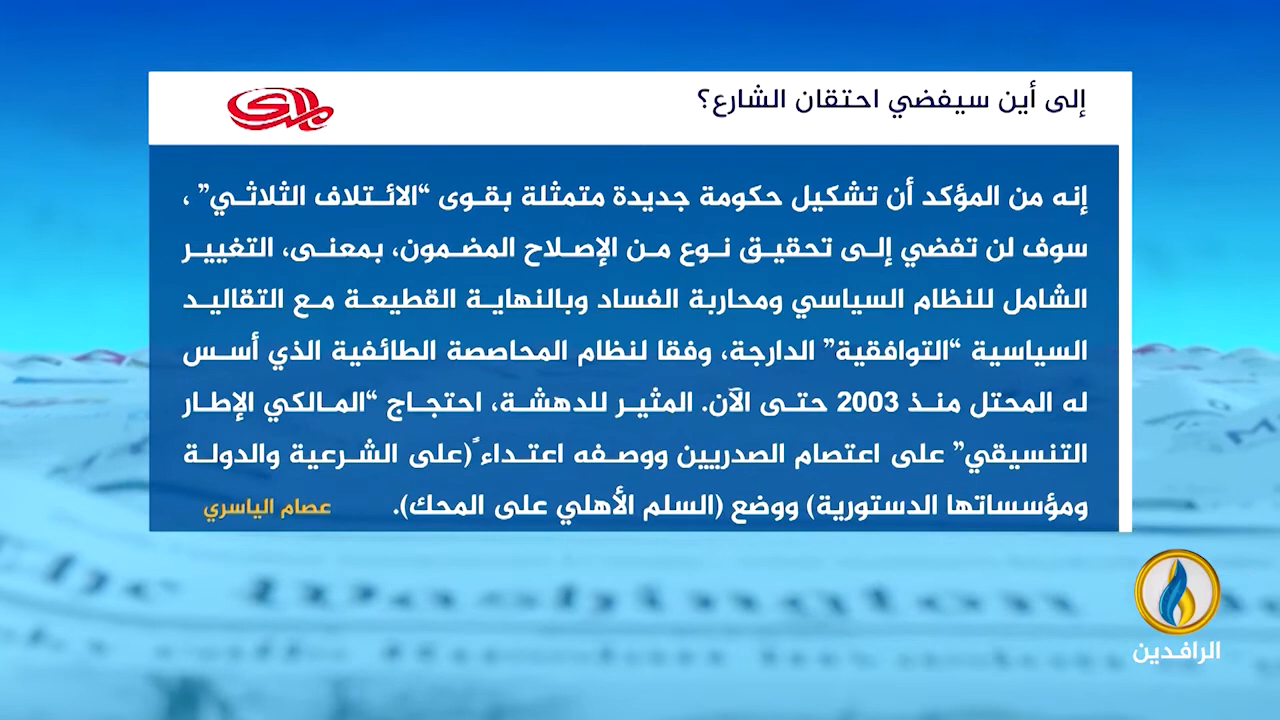 إلى أين سيفضي احتقان الشارع؟
المدى
إنه من المؤكد أن تشكيل حكومة جديدة متمثلة بقوى “الائتلاف الثلاثي” ،
سوف لن تفضي إلى تحقيق نوع من الإصلاح المضمون، بمعنى، التغيير
الشامل للنظام السياسي ومحاربة الفساد وبالنهاية القطيعة مع التقاليد
السياسية “التوافقية” الدارجة، وفقا لنظام المحاصصة الطائفية الذي أسس
له المحتل منذ 2003 حتى الآن. المثير للدهشة، احتجاج “المالكي الإطار
التنسيقي” على اعتصام الصدريين ووصفه اعتداءً (على الشرعية والدولة
ومؤسساتها الدستورية) ووضع (السلم الأهلي على المحك).
عصام الياسري
الرافدين